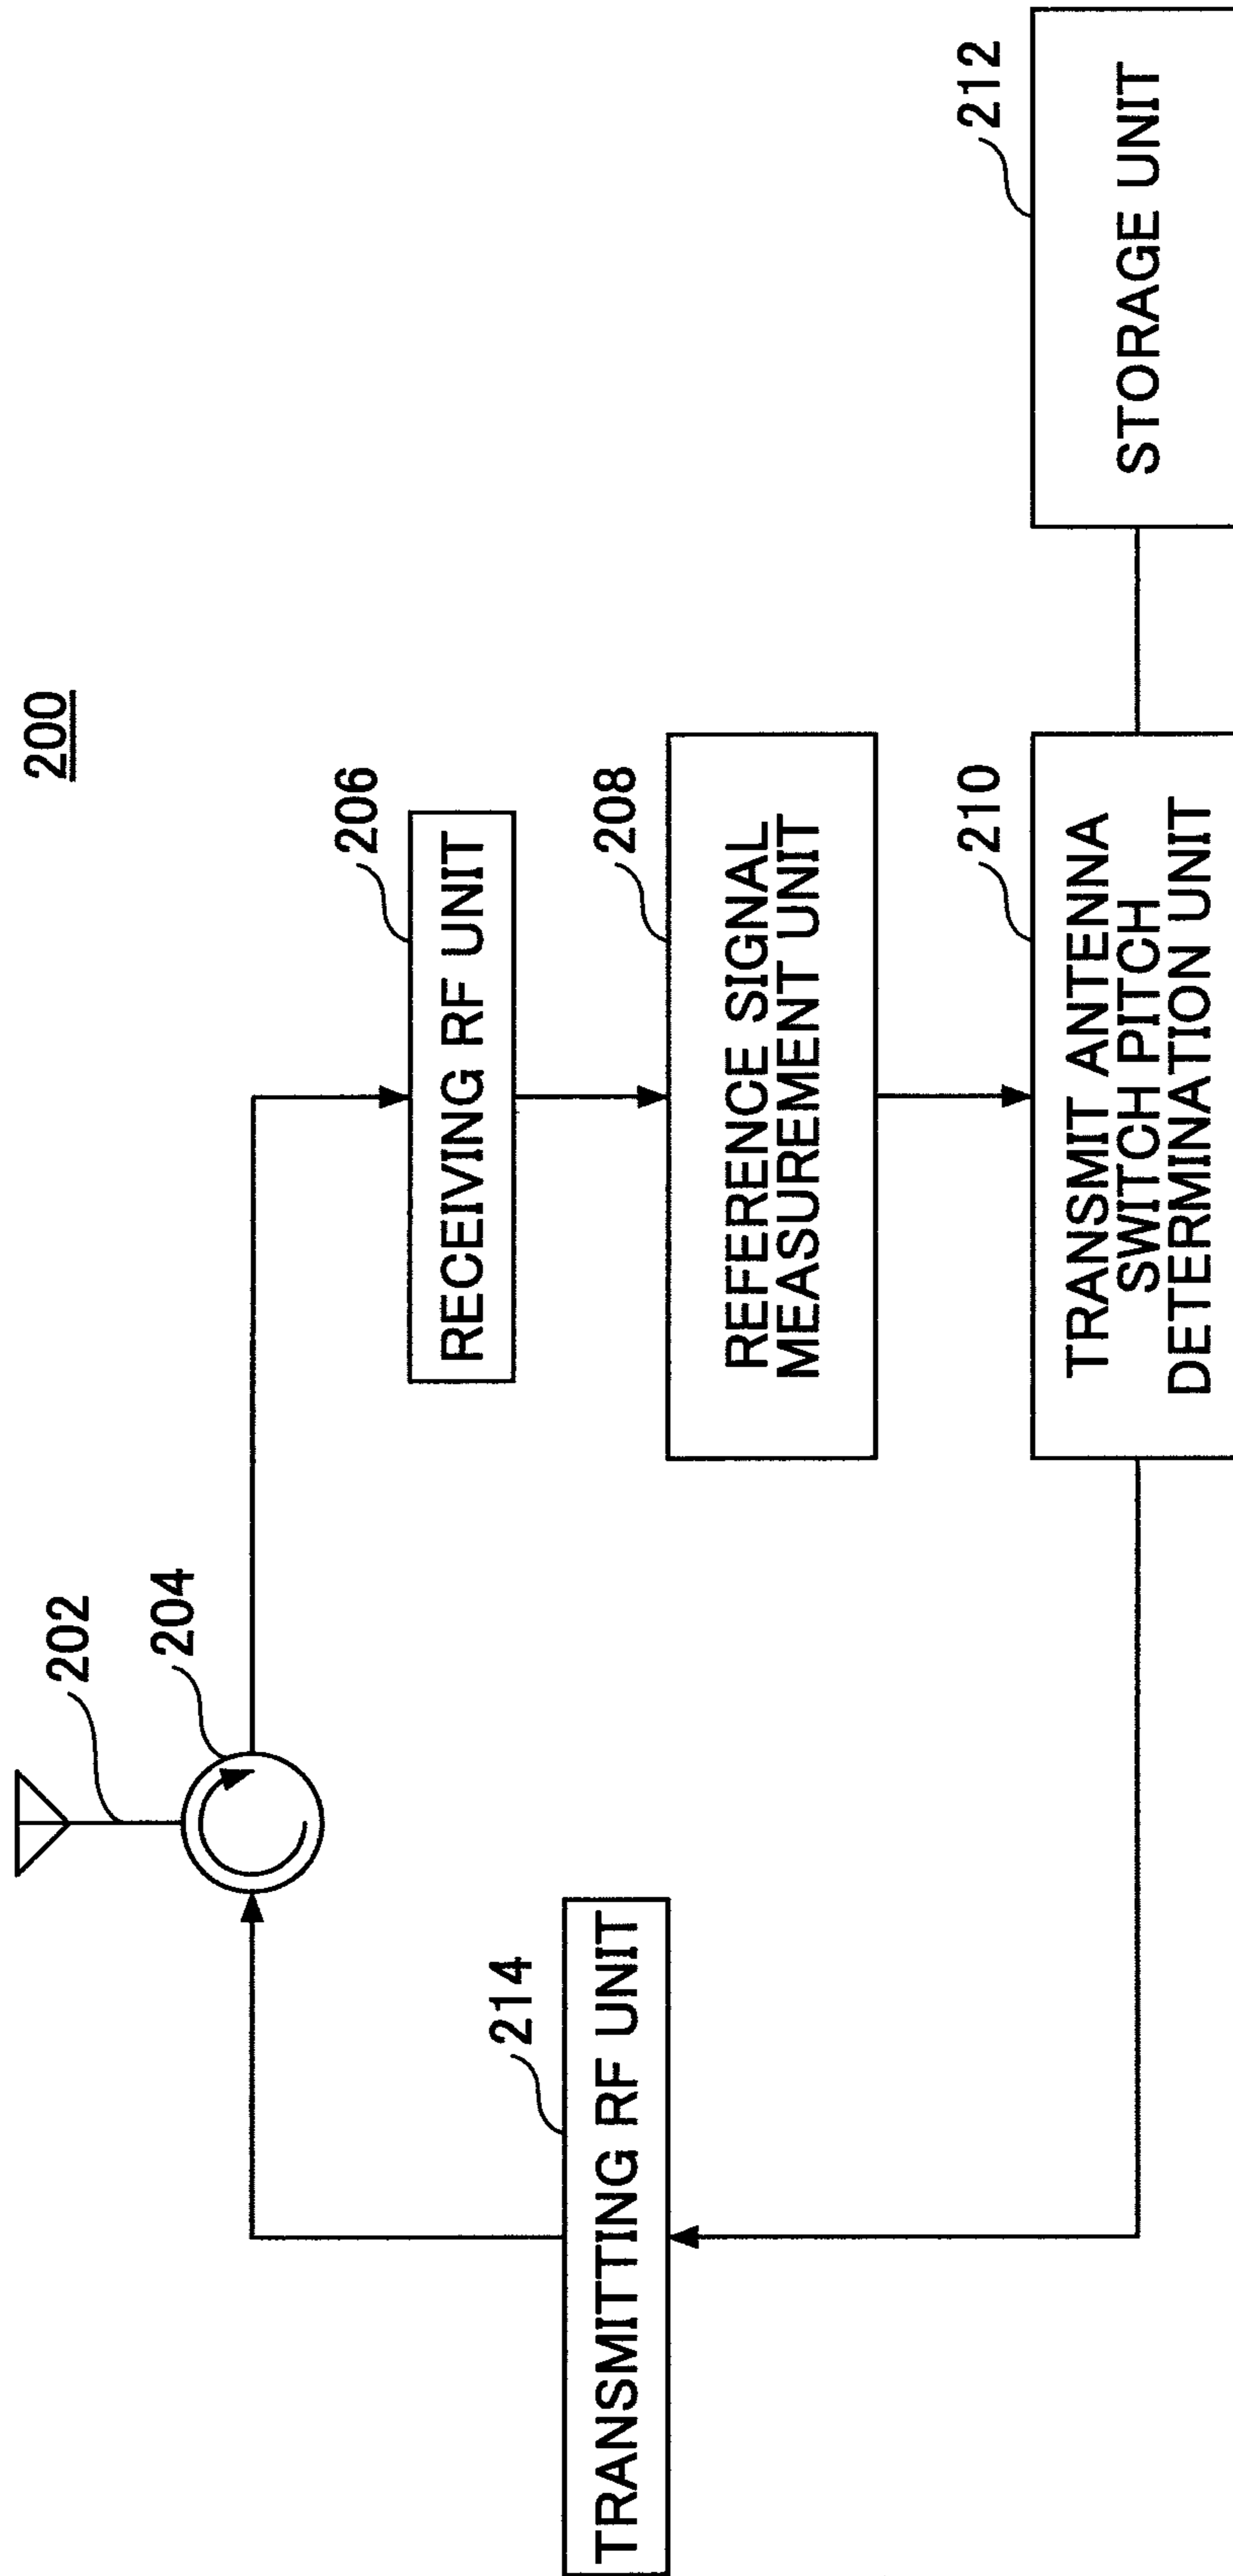 200
202
204
206
RECEIVING RF UNIT
214
TRANSMITTING RF UNIT
208
REFERENCE SIGNAL
MEASUREMENT UNIT
210
TRANSMIT ANTENNA
SWITCH PITCH
DETERMINATION UNIT
212
STORAGE UNIT